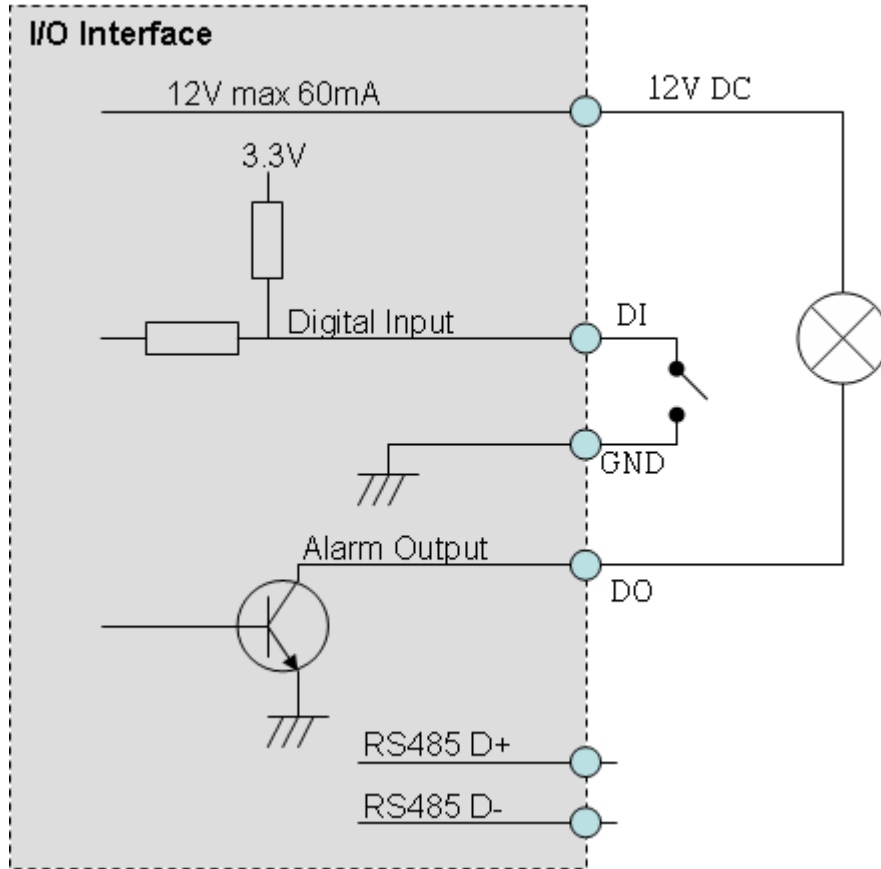 I/O Interface
12V max 60mA
12V DC
3.3V
Digital Input
DI
GND
Alarm Output
DO
RS485 D+
RS485 D-